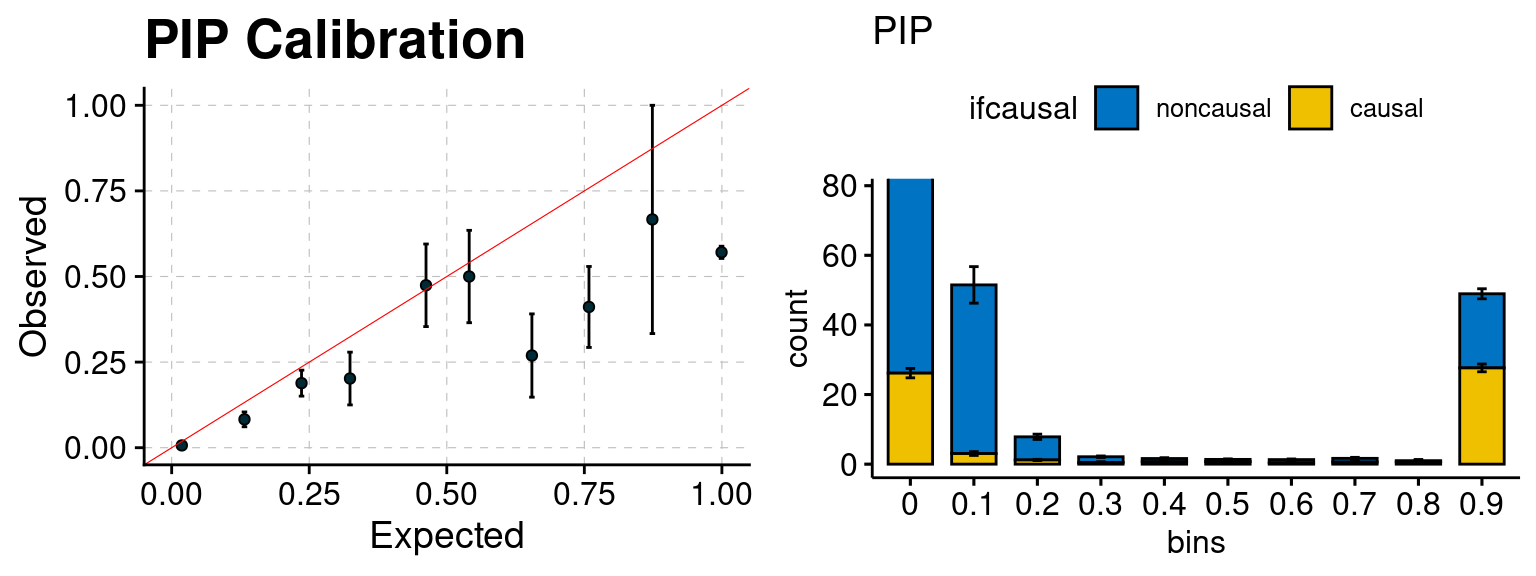 PIP Calibration
1.00
0.75
0.50
0.25
0.00
Observed
0.00 0.25 0.50 0.75 1.00
Expected
PIP
ifcausal noncausal causal
80
60
40
20
0
count
0 0.1 0.2 0.3 0.4 0.5 0.6 0.7 0.8 0.9
bins